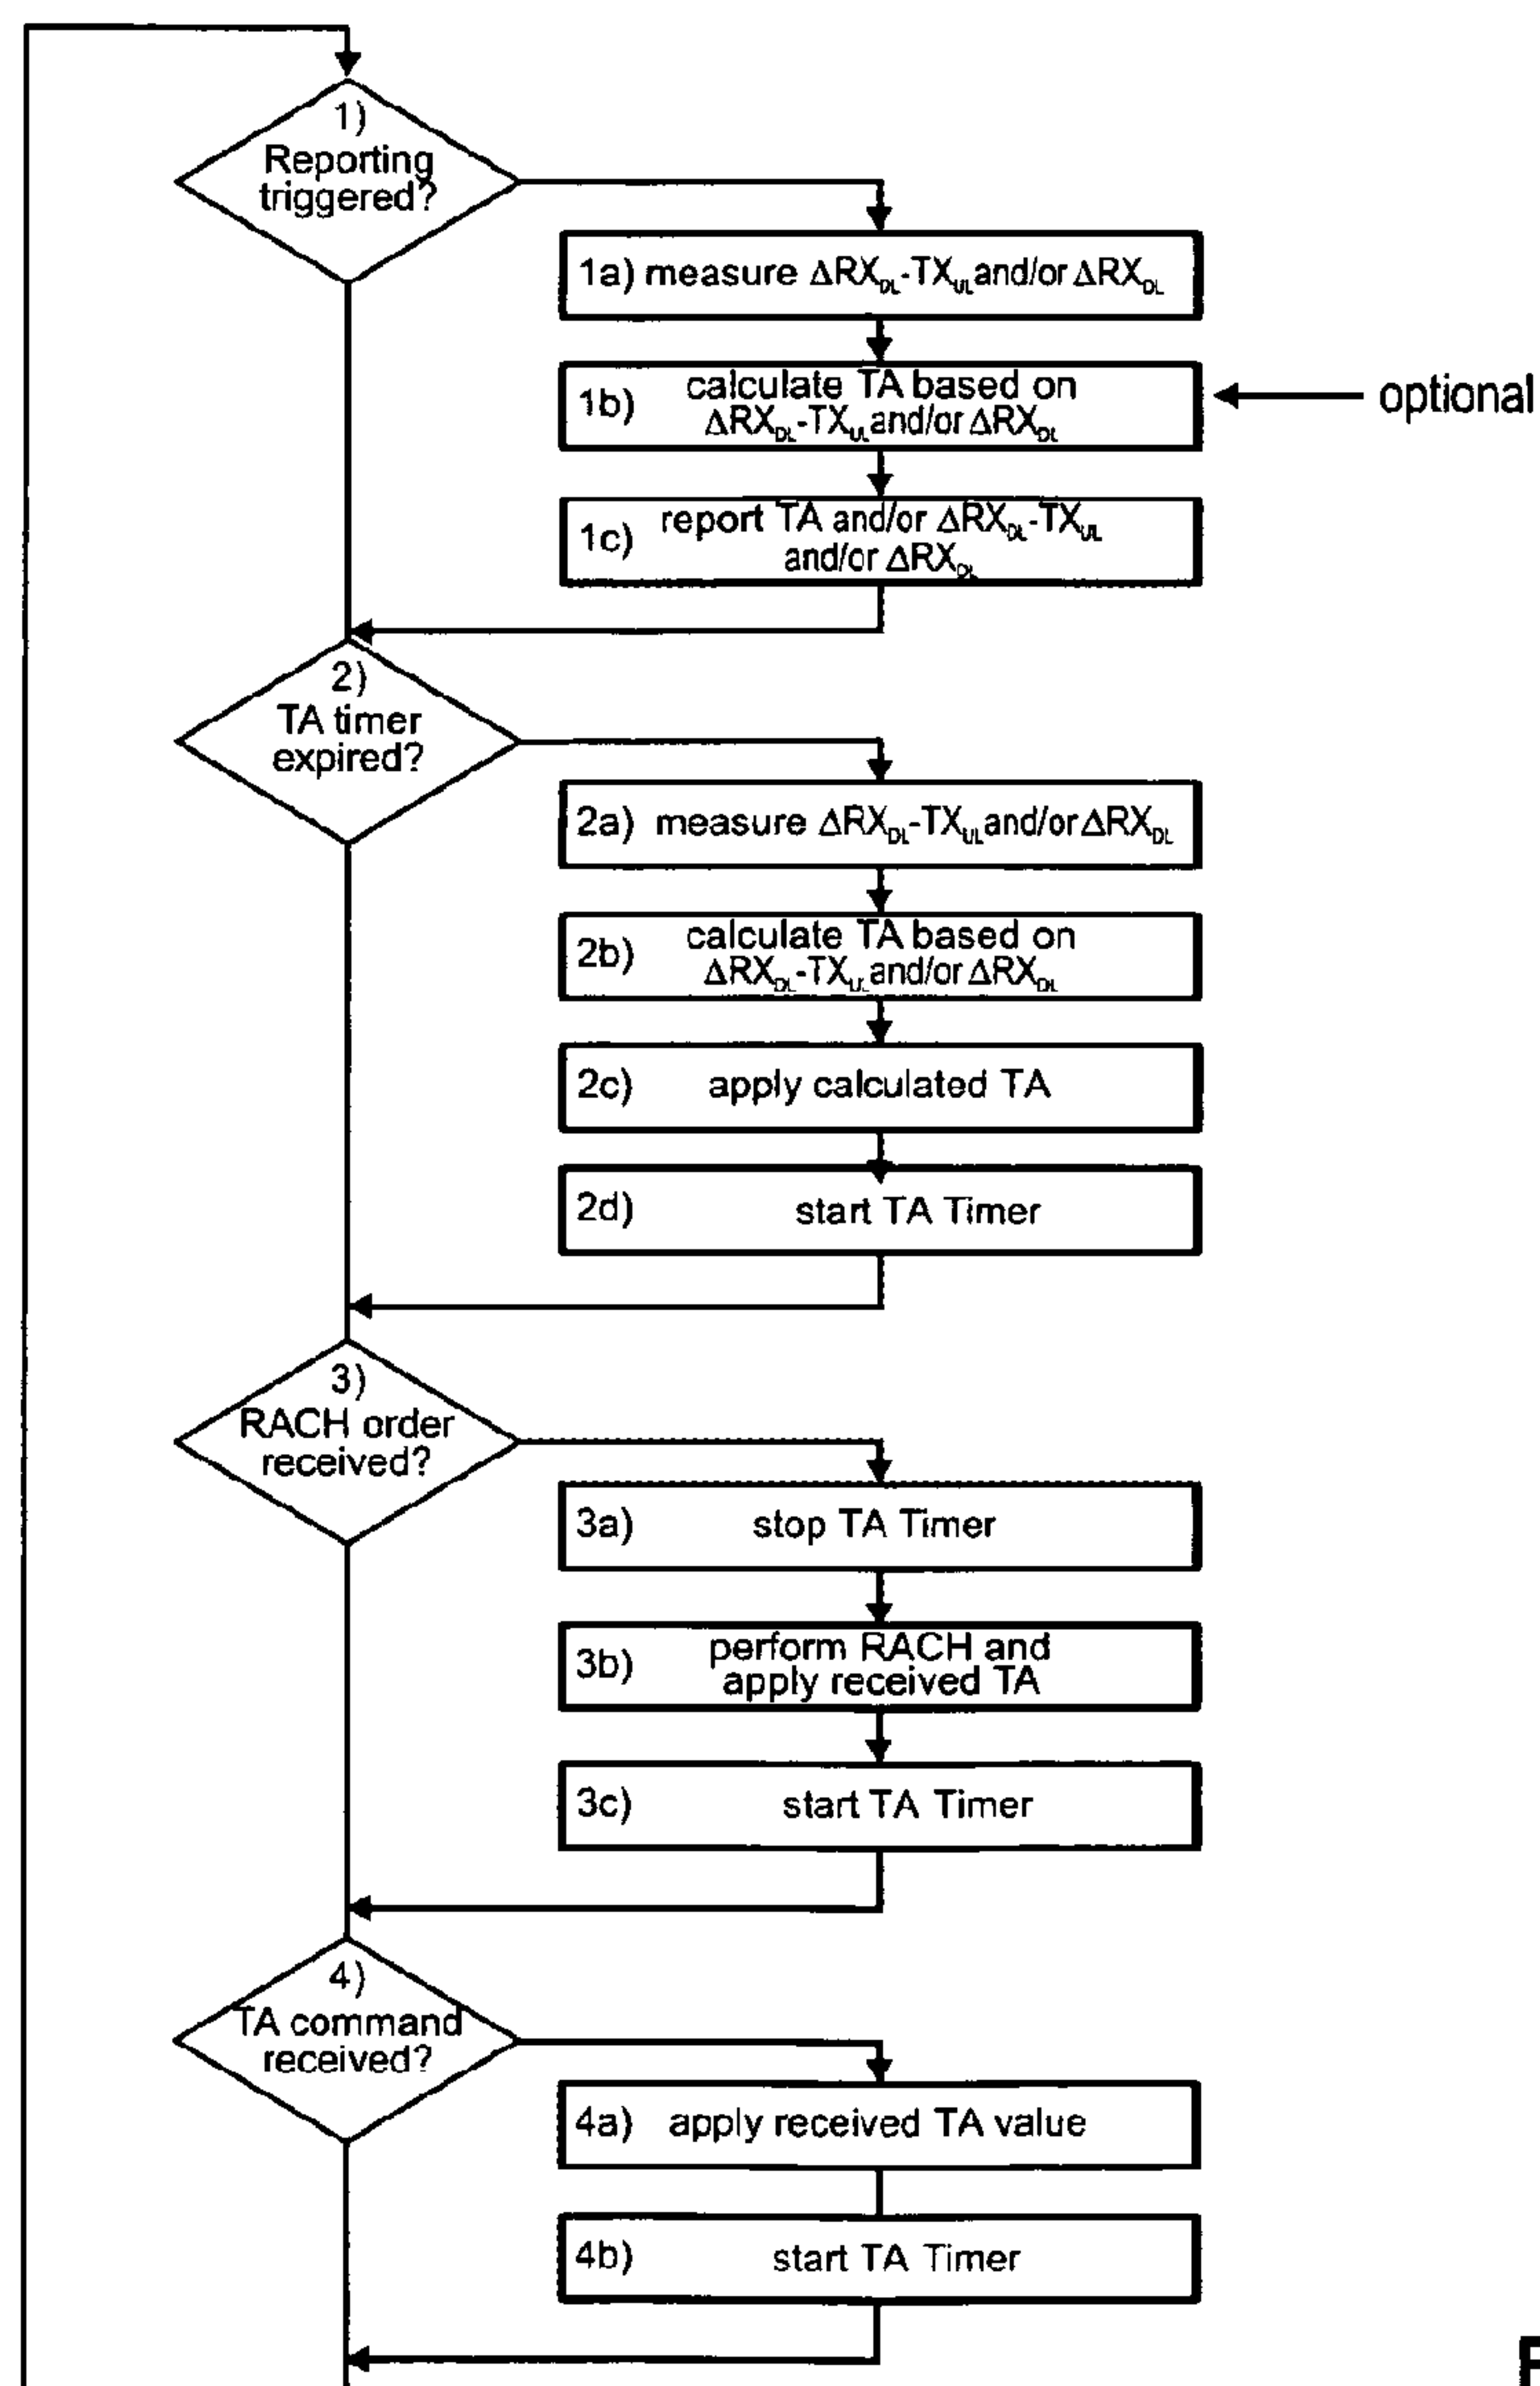 1)
Reporting
triggered?
1a) measure ΔRX_DL-TX_UL and/or ΔRX_DL
1b) calculate TA based on
ΔRX_DL-TX_UL and/or ΔRX_DL
optional
1c) report TA and/or ΔRX_DL-TX_UL
and/or ΔRX_DL
2)
TA timer
expired?
2a) measure ΔRX_DL-TX_UL and/or ΔRX_DL
2b) calculate TA based on
ΔRX_DL-TX_UL and/or ΔRX_DL
2c) apply calculated TA
2d) start TA Timer
3)
RACH order
received?
3a) stop TA Timer
3b) perform RACH and
apply received TA
3c) start TA Timer
4)
TA command
received?
4a) apply received TA value
4b) start TA Timer